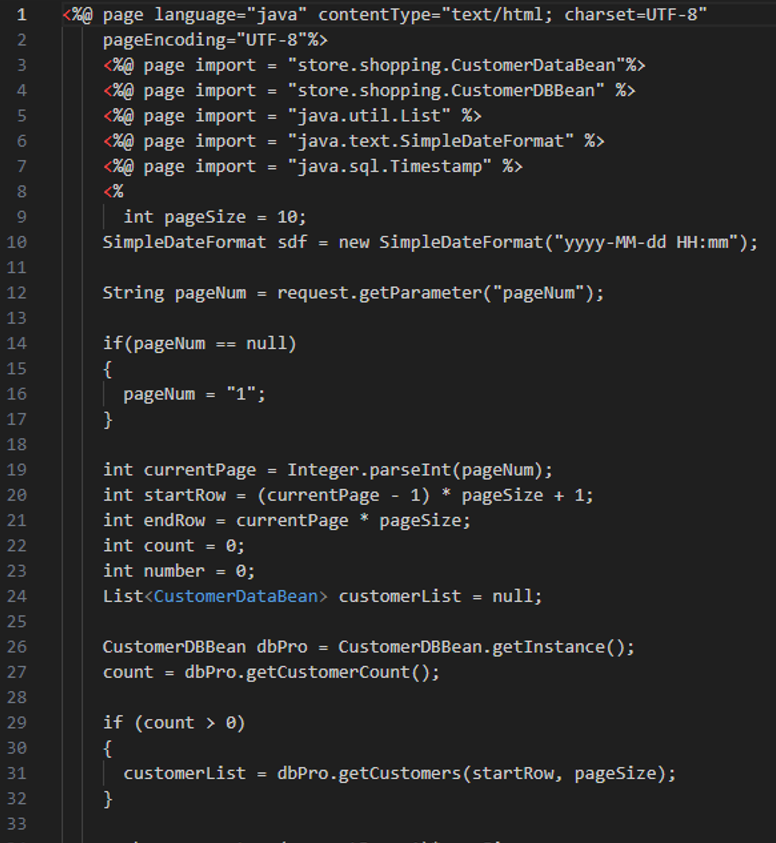 1 <%@ page language="java" contentType="text/html; charset=UTF-8"
2 pageEncoding="UTF-8"%>
3 <%@ page import = "store.shopping.CustomerDataBean"%>
4 <%@ page import = "store.shopping.CustomerDBBean" %>
5 <%@ page import = "java.util.List" %>
6 <%@ page import = "java.text.SimpleDateFormat" %>
7 <%@ page import = "java.sql.Timestamp" %>
8 <%
9 int pageSize = 10;
10 SimpleDateFormat sdf = new SimpleDateFormat("yyyy-MM-dd HH:mm");
11
12 String pageNum = request.getParameter("pageNum");
13
14 if(pageNum == null)
15 {
16 pageNum = "1";
17 }
18
19 int currentPage = Integer.parseInt(pageNum);
20 int startRow = (currentPage - 1) * pageSize + 1;
21 int endRow = currentPage * pageSize;
22 int count = 0;
23 int number = 0;
24 List<CustomerDataBean> customerList = null;
25
26 CustomerDBBean dbPro = CustomerDBBean.getInstance();
27 count = dbPro.getCustomerCount();
28
29 if (count > 0)
30 {
31 customerList = dbPro.getCustomers(startRow, pageSize);
32 }
33